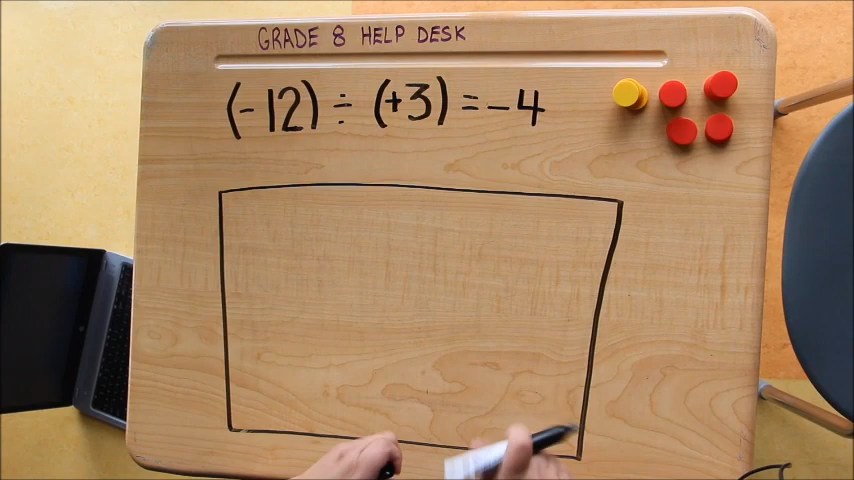 GRADE 8 HELP DESK
(-12) ÷ (+3) = -4